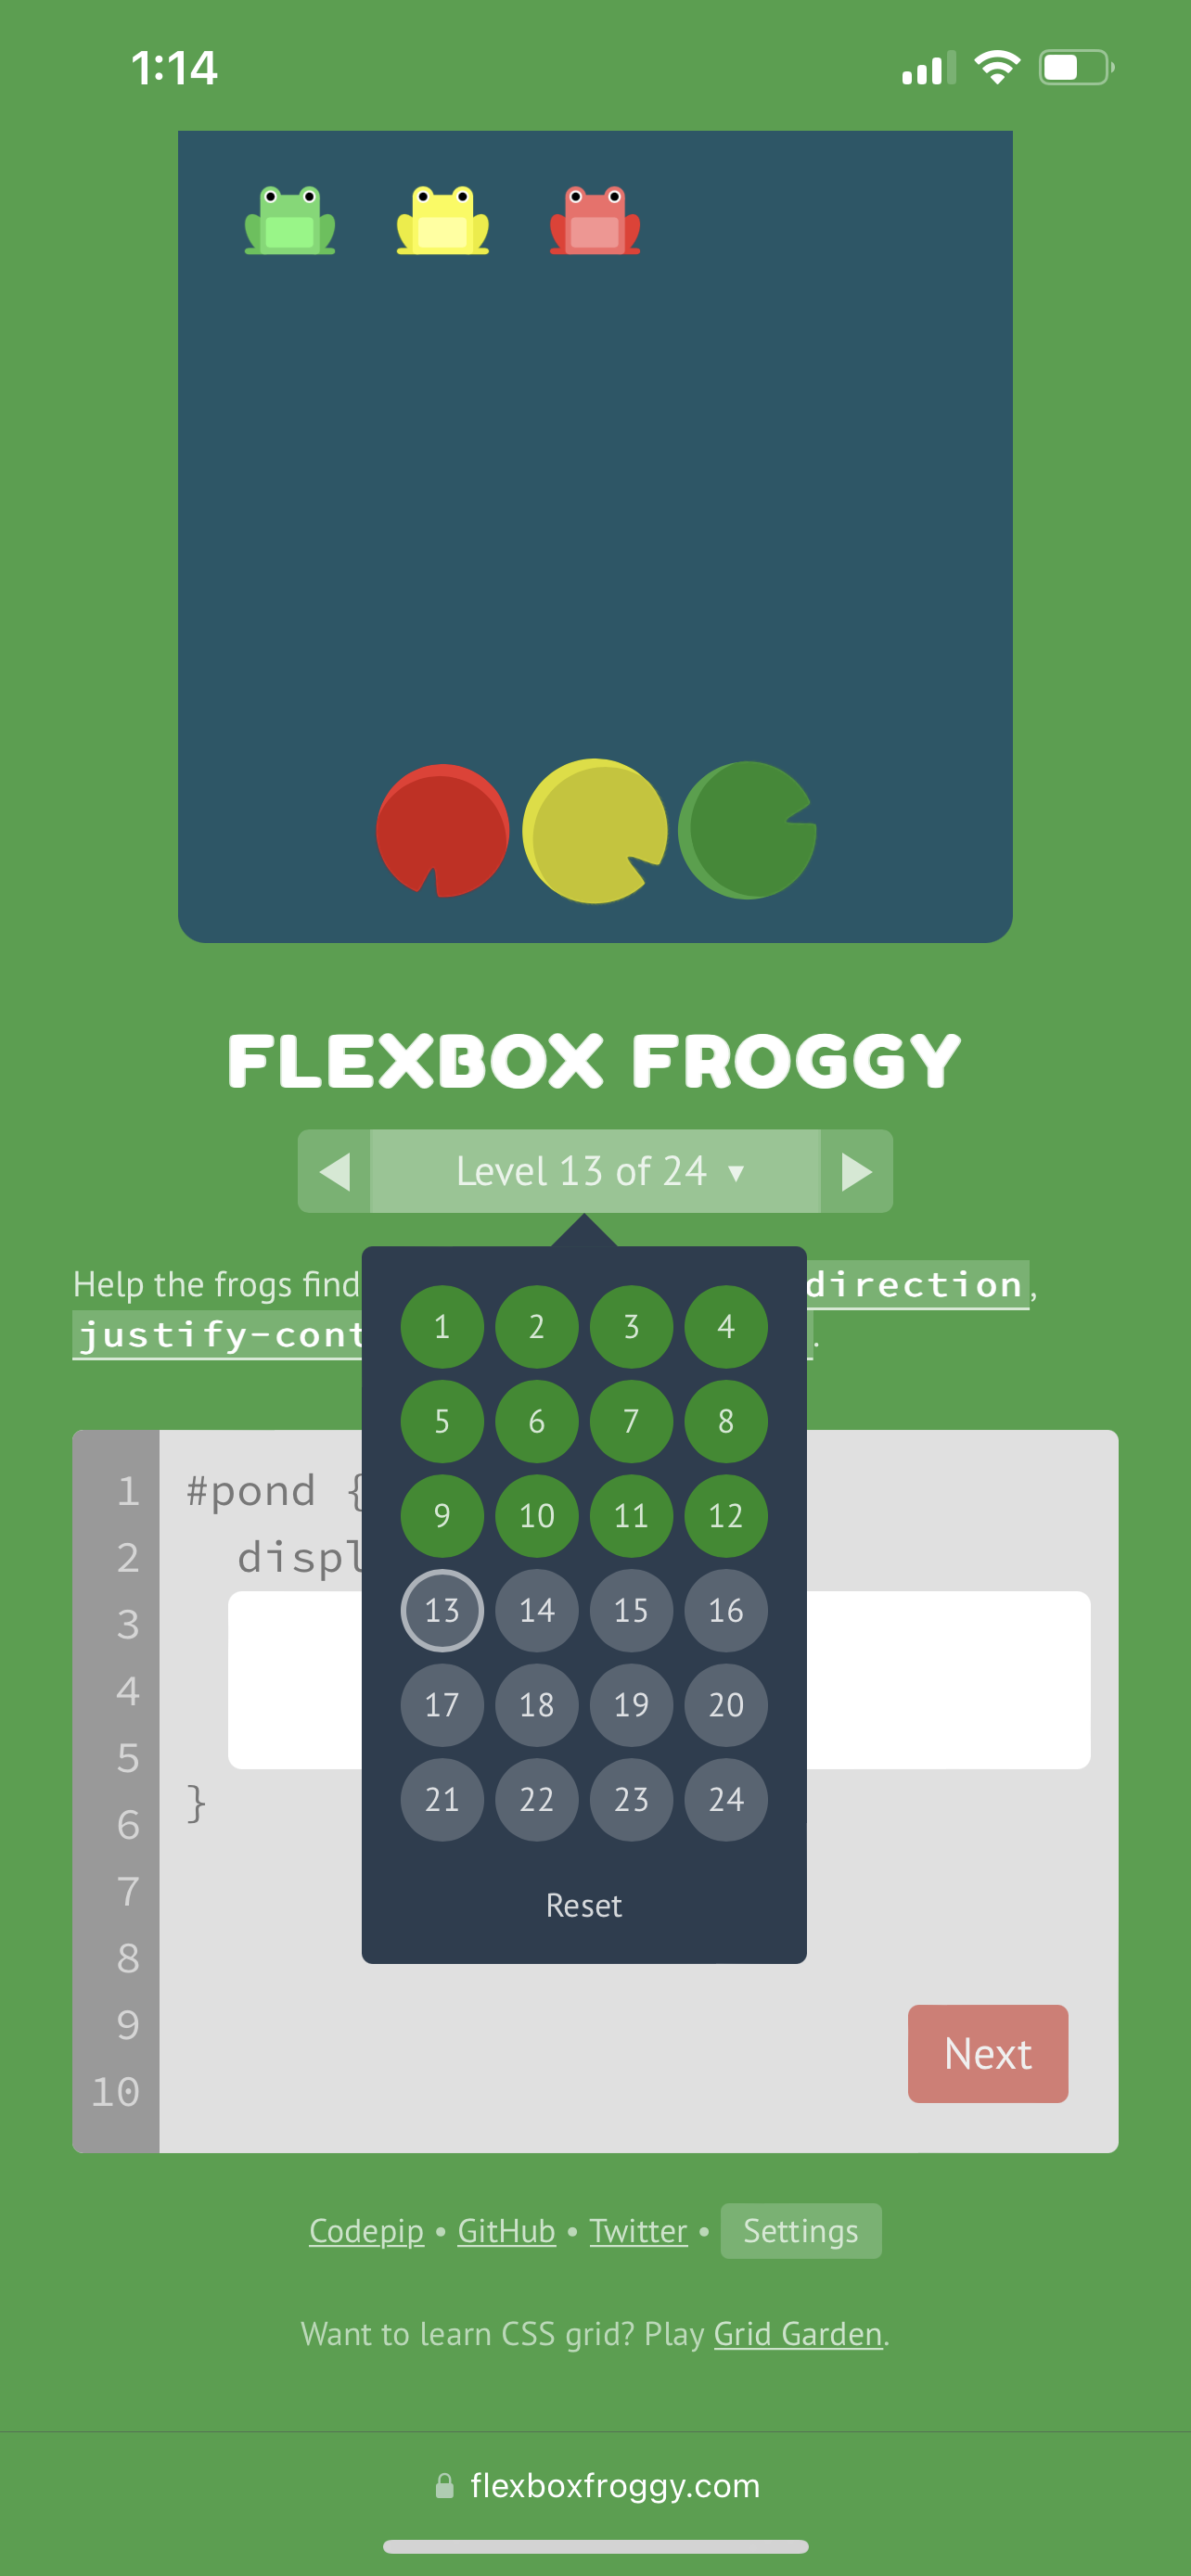 1:14
FLEXBOX FROGGY
Level 13 of 24 ▼
Help the frogs find direction,
justify-cont .
1 2 3 4
5 6 7 8
9 10 11 12
13 14 15 16
17 18 19 20
21 22 23 24
Reset
1 #pond {
2 displ
3
4
5
6 }
7
8
9
10
Next
Codepip • GitHub • Twitter • Settings
Want to learn CSS grid? Play Grid Garden.
flexboxfroggy.com